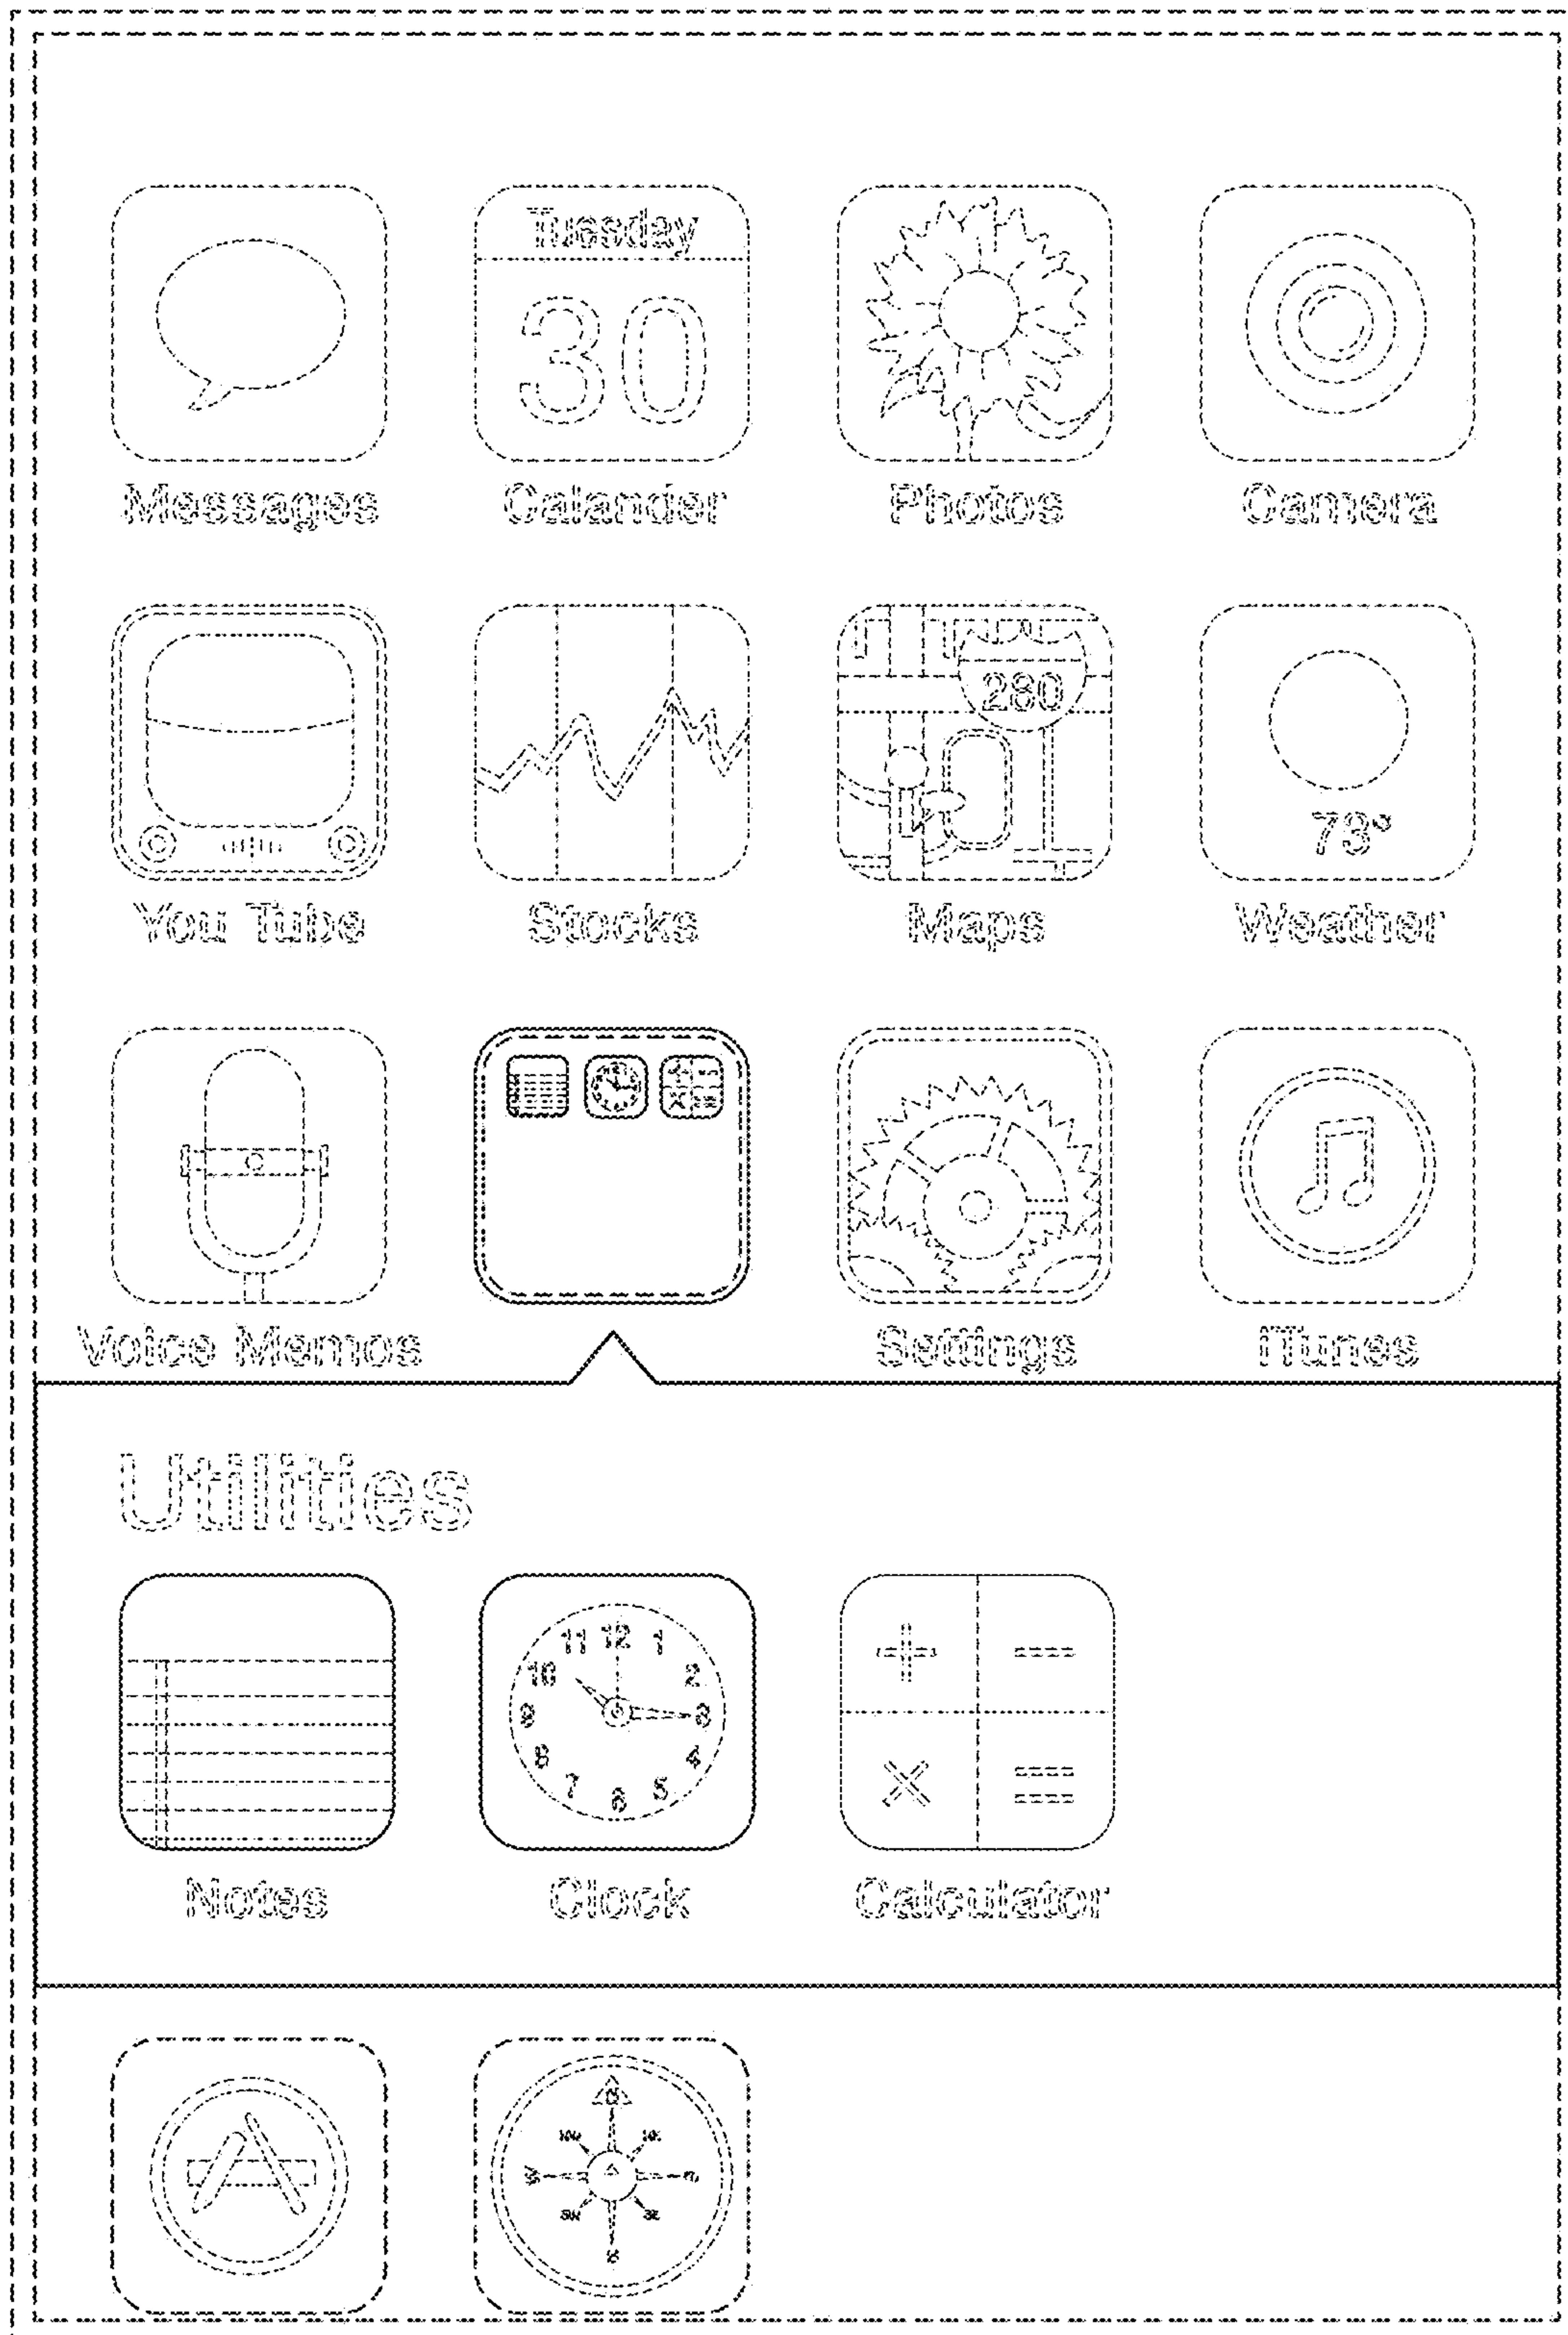 Tuesday
30
Messages Calander Photos Camera
280
73°
You Tube Stocks Maps Weather
Voice Memos Settings iTunes
Utilities
11 12 1
10 2
9 3
8 4
7 6 5
Notes Clock Calculator
W
S